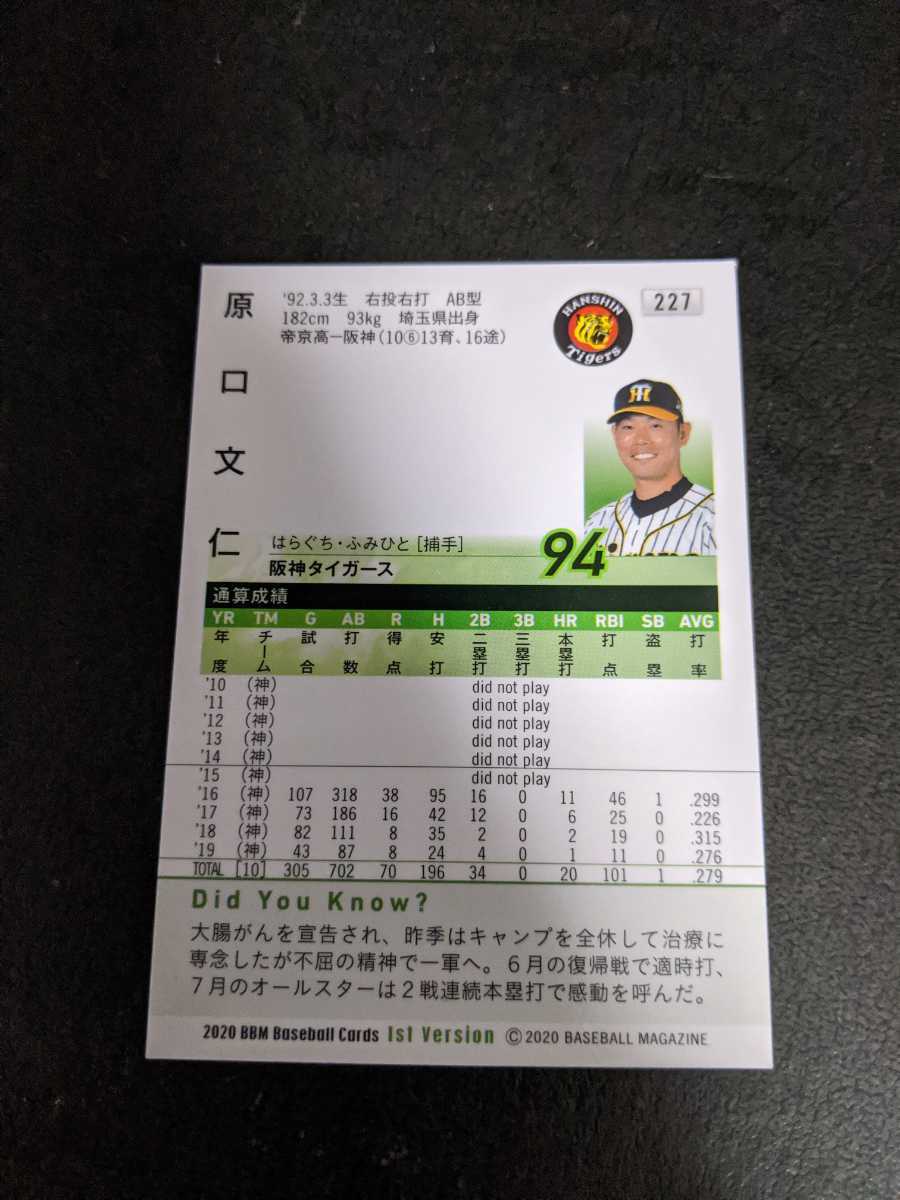 原口文仁
'92.3.3生 右投右打 AB型
182cm 93kg 埼玉県出身
帝京高ー阪神(10⑥13育、16途)
HANSHIN
Tigers
227
はらぐち・ふみひと [捕手]
94
阪神タイガース
通算成績
YR TM G AB R H 2B 3B HR RBI SB AVG
年度 チーム 試合 打数 得点 安打 二塁打 三塁打 本塁打 打点 盗塁 打率
'10 (神) did not play
'11 (神) did not play
'12 (神) did not play
'13 (神) did not play
'14 (神) did not play
'15 (神) did not play
'16 (神) 107 318 38 95 16 0 11 46 1 .299
'17 (神) 73 186 16 42 12 0 6 25 0 .226
'18 (神) 82 111 8 35 2 0 2 19 0 .315
'19 (神) 43 87 8 24 4 0 1 11 0 .276
TOTAL [10] 305 702 70 196 34 0 20 101 1 .279
Did You Know?
大腸がんを宣告され、昨季はキャンプを全休して治療に
専念したが不屈の精神で一軍へ。6月の復帰戦で適時打、
7月のオールスターは2戦連続本塁打で感動を呼んだ。
2020 BBM Baseball Cards 1st Version © 2020 BASEBALL MAGAZINE